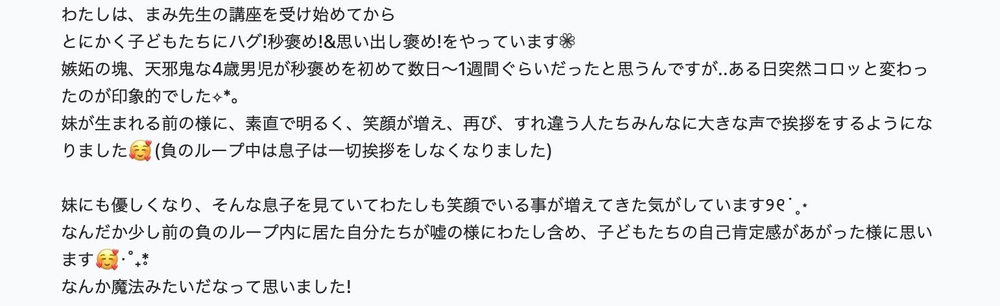 わたしは、まみ先生の講座を受け始めてから
とにかく子どもたちにハグ!秒褒め!&思い出し褒め!をやっています❀
嫉妬の塊、天邪鬼な4歳男児が秒褒めを初めて数日〜1週間ぐらいだったと思うんですが..ある日突然コロッと変わっ
たのが印象的でした✧*。
妹が生まれる前の様に、素直で明るく、笑顔が増え、再び、すれ違う人たちみんなに大きな声で挨拶をするようにな
りました🥰(負のループ中は息子は一切挨拶をしなくなりました)
妹にも優しくなり、そんな息子を見ていてわたしも笑顔でいる事が増えてきた気がしています୨୧˙˳⋆
なんだか少し前の負のループ内に居た自分たちが嘘の様にわたし含め、子どもたちの自己肯定感があがった様に思い
ます🥰‧˚₊*̥
なんか魔法みたいだなって思いました!